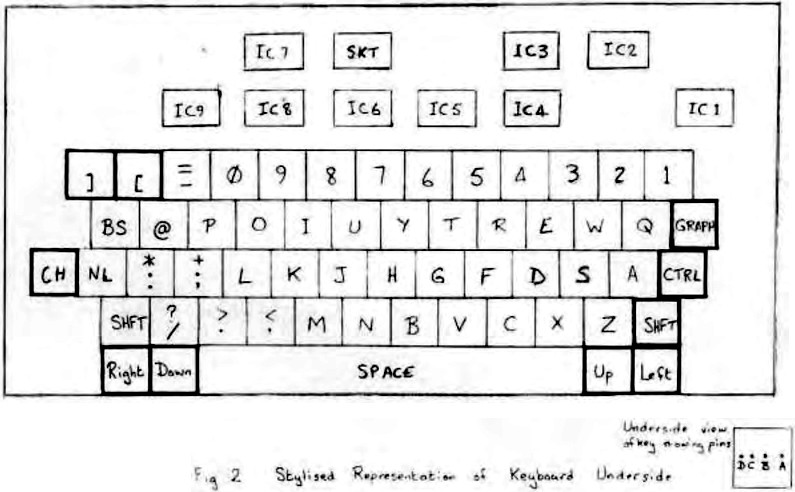 IC7 SKT IC3 IC2
IC9 IC8 IC6 IC5 IC4 IC1
] [ = - Ø 9 8 7 6 5 4 3 2 1
BS @ P O I U Y T R E W Q GRAPH
CH NL * : + ; L K J H G F D S A CTRL
SHFT ? / > . < , M N B V C X Z SHFT
Right Down SPACE Up Left
Underside view
of key showing pins
D C B A
Fig 2 Stylised Representation of Keyboard Underside